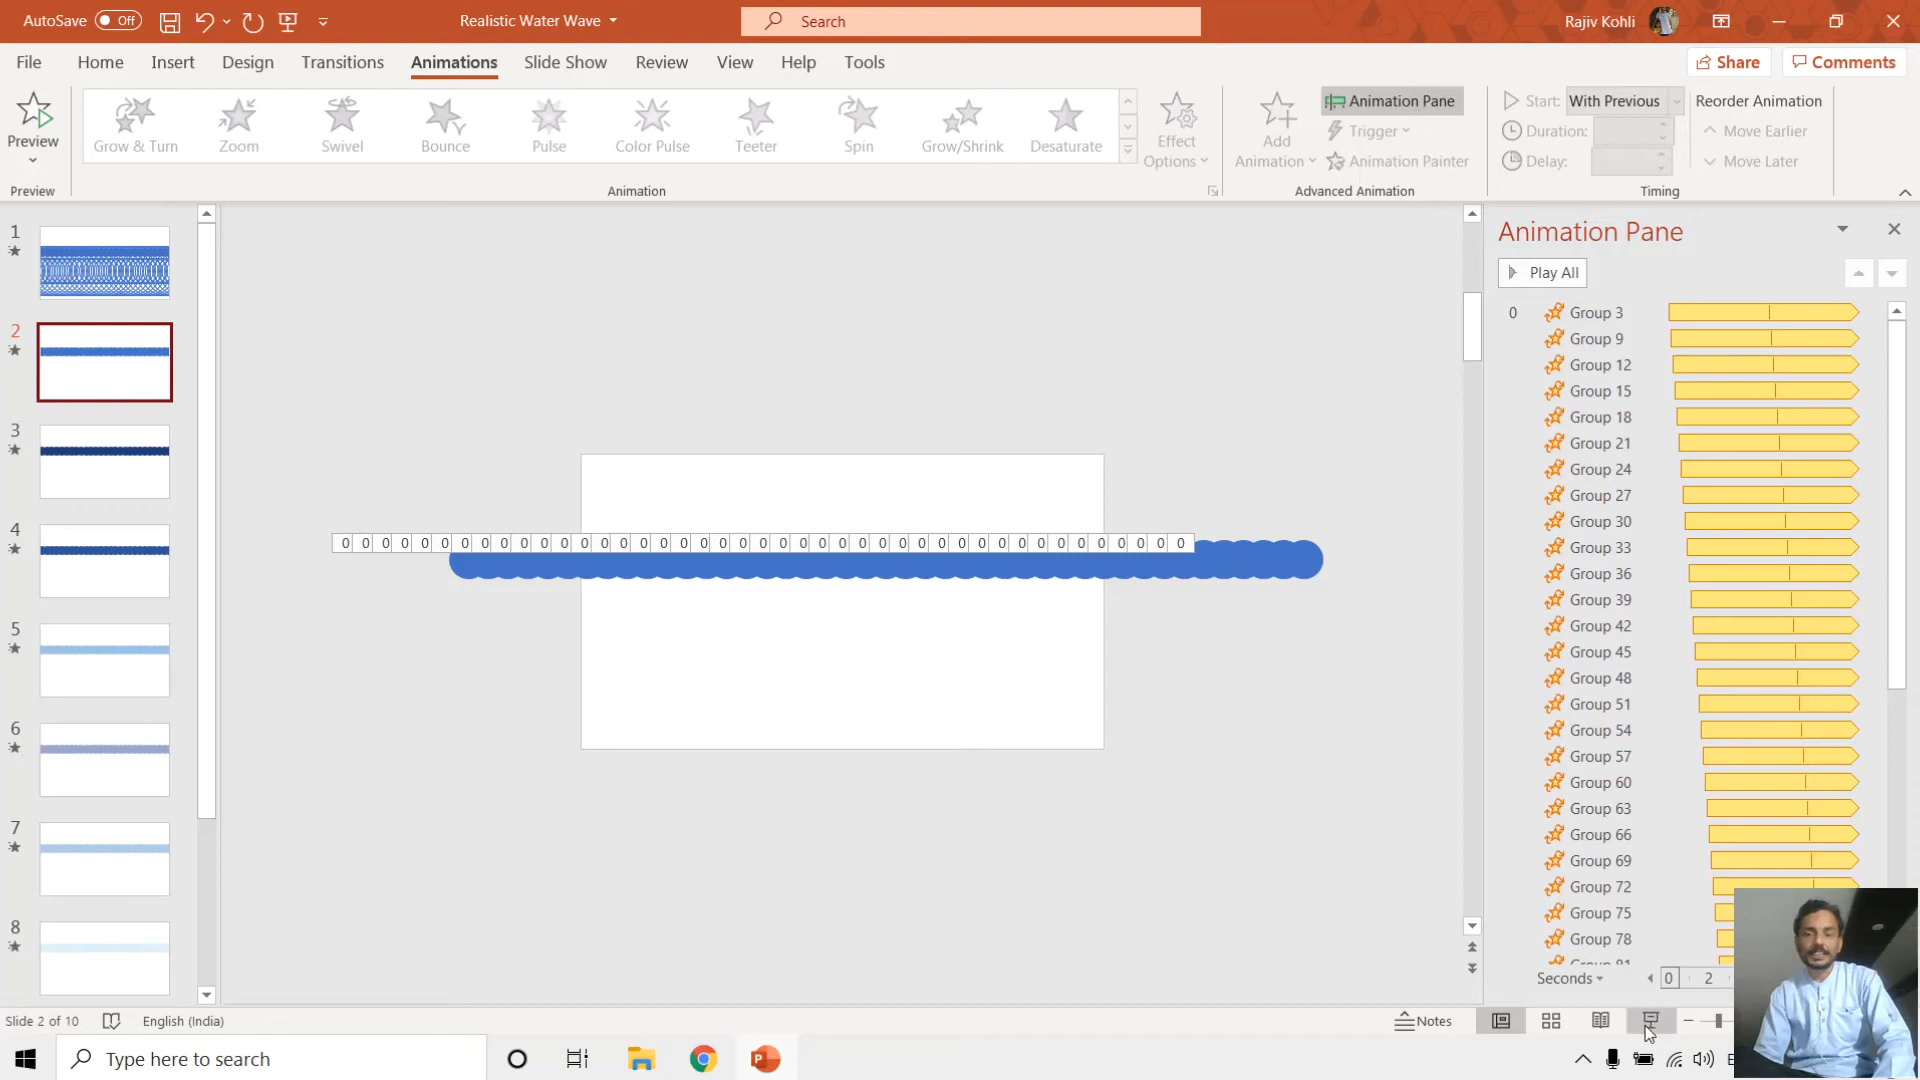 AutoSave Off Realistic Water Wave Search Rajiv Kohli
File Home Insert Design Transitions Animations Slide Show Review View Help Tools Share Comments
Preview
Grow & Turn Zoom Swivel Bounce Pulse Color Pulse Teeter Spin Grow/Shrink Desaturate
Effect Options
Add Animation
Animation Pane
Trigger
Animation Painter
Start: With Previous
Duration:
Delay:
Reorder Animation
Move Earlier
Move Later
Preview Animation Advanced Animation Timing
1
2
3
4
5
6
7
8
0 0 0 0 0 0 0 0 0 0 0 0 0 0 0 0 0 0 0 0 0 0 0 0 0 0 0 0 0 0 0 0 0 0 0 0 0 0 0 0 0 0 0
Animation Pane
Play All
0 Group 3
Group 9
Group 12
Group 15
Group 18
Group 21
Group 24
Group 27
Group 30
Group 33
Group 36
Group 39
Group 42
Group 45
Group 48
Group 51
Group 54
Group 57
Group 60
Group 63
Group 66
Group 69
Group 72
Group 75
Group 78
Seconds 0 2
Slide 2 of 10 English (India) Notes
Type here to search